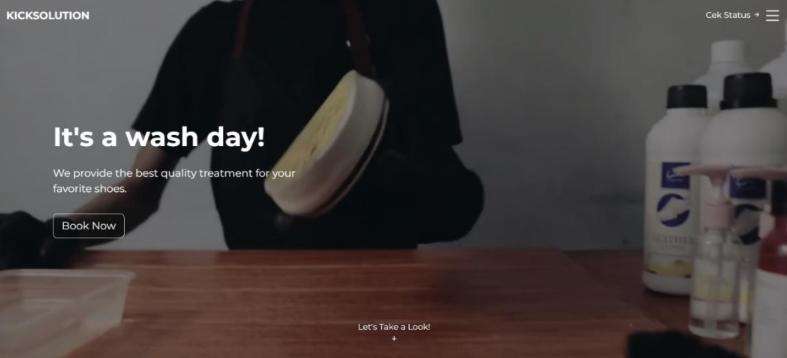 KICKSOLUTION
Cek Status →
It's a wash day!
We provide the best quality treatment for your
favorite shoes.
Book Now
Let's Take a Look!